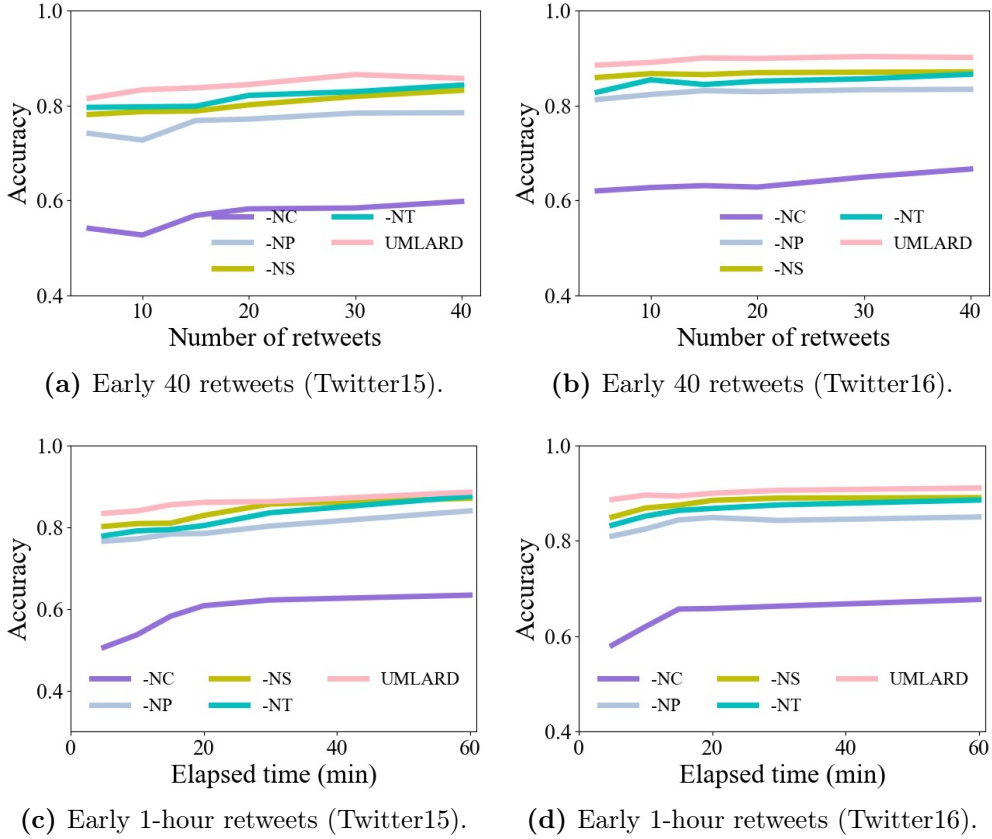 1.0
0.8
0.6
0.4
Accuracy
-NC
-NP
-NS
-NT
UMLARD
10
20
30
40
Number of retweets
(a) Early 40 retweets (Twitter15).
1.0
0.8
0.6
0.4
Accuracy
-NC
-NP
-NS
-NT
UMLARD
10
20
30
40
Number of retweets
(b) Early 40 retweets (Twitter16).
1.0
0.8
0.6
0.4
Accuracy
-NC
-NP
-NS
-NT
UMLARD
0
20
40
60
Elapsed time (min)
(c) Early 1-hour retweets (Twitter15).
1.0
0.8
0.6
0.4
Accuracy
-NC
-NP
-NS
-NT
UMLARD
0
20
40
60
Elapsed time (min)
(d) Early 1-hour retweets (Twitter16).